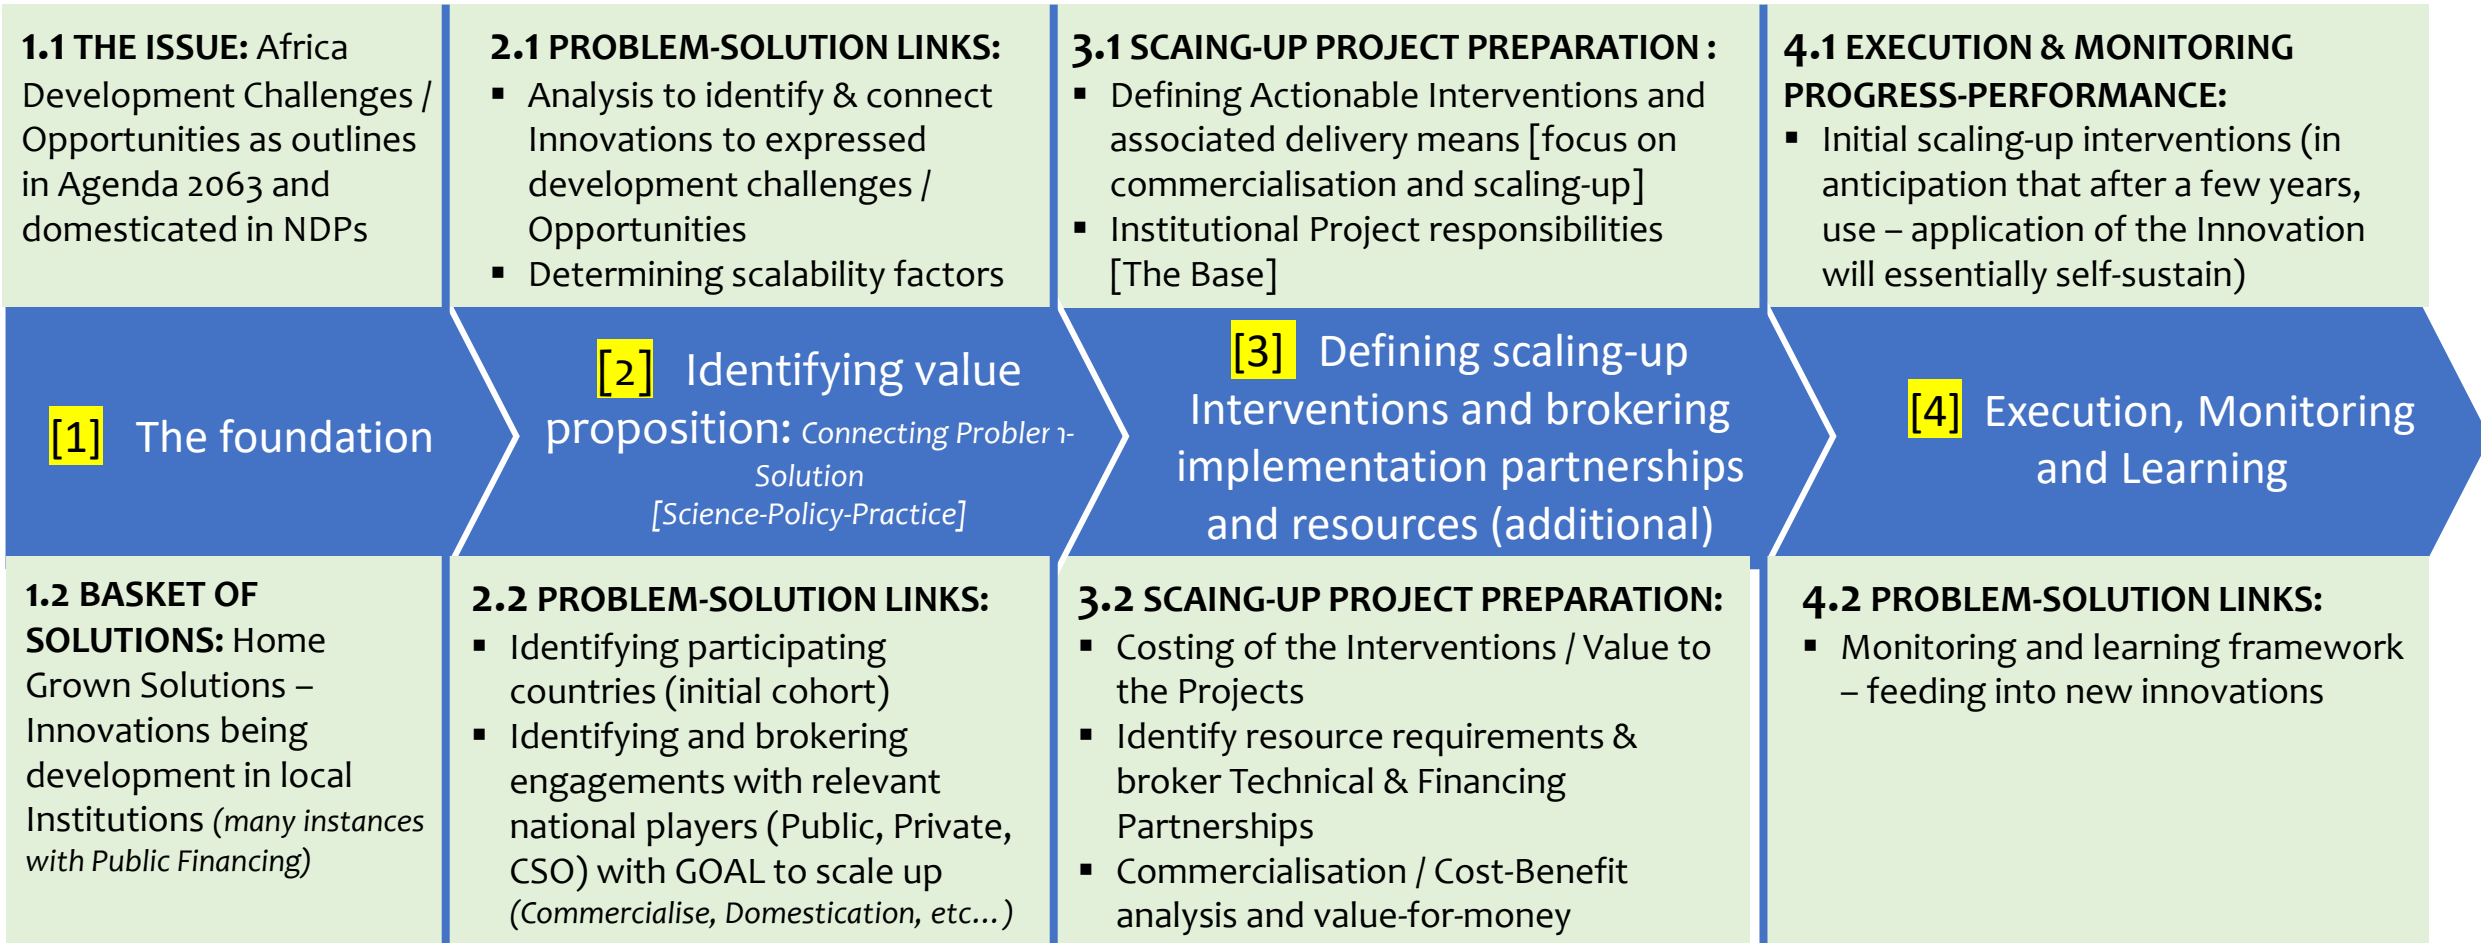 1.1 THE ISSUE: Africa
Development Challenges /
Opportunities as outlines
in Agenda 2063 and
domesticated in NDPs
2.1 PROBLEM-SOLUTION LINKS:
▪ Analysis to identify & connect
Innovations to expressed
development challenges /
Opportunities
▪ Determining scalability factors
3.1 SCAING-UP PROJECT PREPARATION :
▪ Defining Actionable Interventions and
associated delivery means [focus on
commercialisation and scaling-up]
▪ Institutional Project responsibilities
[The Base]
4.1 EXECUTION & MONITORING
PROGRESS-PERFORMANCE:
▪ Initial scaling-up interventions (in
anticipation that after a few years,
use – application of the Innovation
will essentially self-sustain)
[1] The foundation
[2] Identifying value
proposition: Connecting Problem-
Solution
[Science-Policy-Practice]
[3] Defining scaling-up
Interventions and brokering
implementation partnerships
and resources (additional)
[4] Execution, Monitoring
and Learning
1.2 BASKET OF
SOLUTIONS: Home
Grown Solutions –
Innovations being
development in local
Institutions (many instances
with Public Financing)
2.2 PROBLEM-SOLUTION LINKS:
▪ Identifying participating
countries (initial cohort)
▪ Identifying and brokering
engagements with relevant
national players (Public, Private,
CSO) with GOAL to scale up
(Commercialise, Domestication, etc...)
3.2 SCAING-UP PROJECT PREPARATION:
▪ Costing of the Interventions / Value to
the Projects
▪ Identify resource requirements &
broker Technical & Financing
Partnerships
▪ Commercialisation / Cost-Benefit
analysis and value-for-money
4.2 PROBLEM-SOLUTION LINKS:
▪ Monitoring and learning framework
– feeding into new innovations